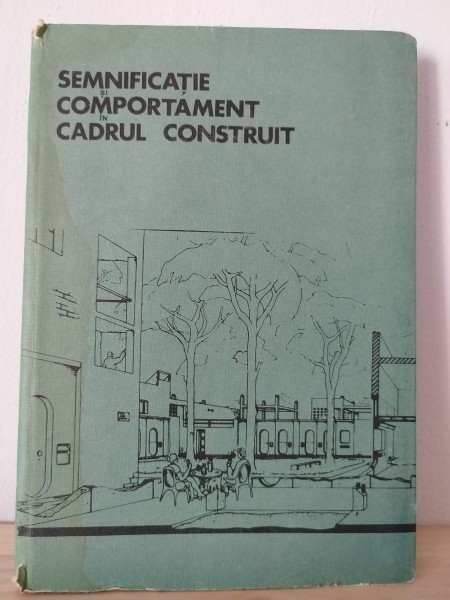 SEMNIFICAȚIE
ȘI
COMPORTAMENT
ÎN
CADRUL CONSTRUIT